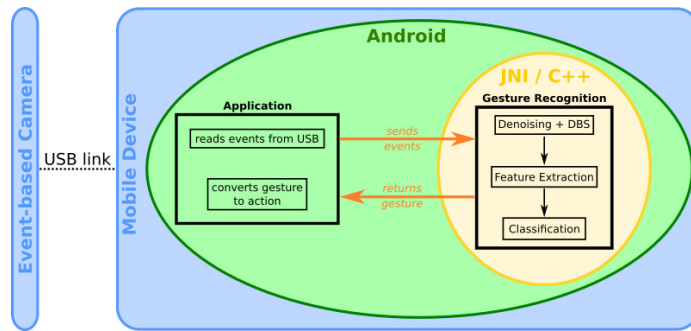 Event-based Camera
USB link
Mobile Device
Android
Application
reads events from USB
converts gesture
to action
sends
events
returns
gesture
JNI / C++
Gesture Recognition
Denoising + DBS
Feature Extraction
Classification